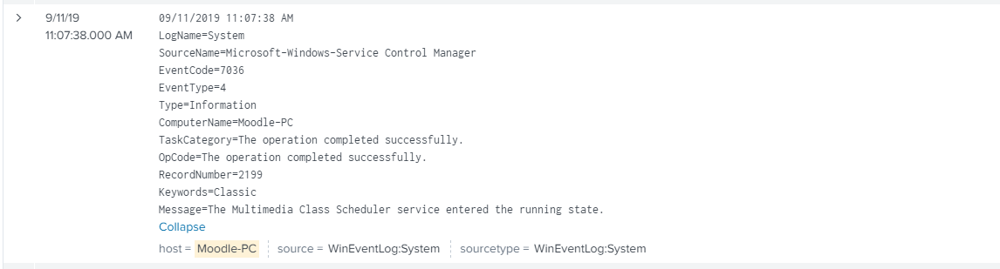 9/11/19
11:07:38.000 AM
09/11/2019 11:07:38 AM
LogName=System
SourceName=Microsoft-Windows-Service Control Manager
EventCode=7036
EventType=4
Type=Information
ComputerName=Moodle-PC
TaskCategory=The operation completed successfully.
OpCode=The operation completed successfully.
RecordNumber=2199
Keywords=Classic
Message=The Multimedia Class Scheduler service entered the running state.
Collapse
host = Moodle-PC source = WinEventLog:System sourcetype = WinEventLog:System